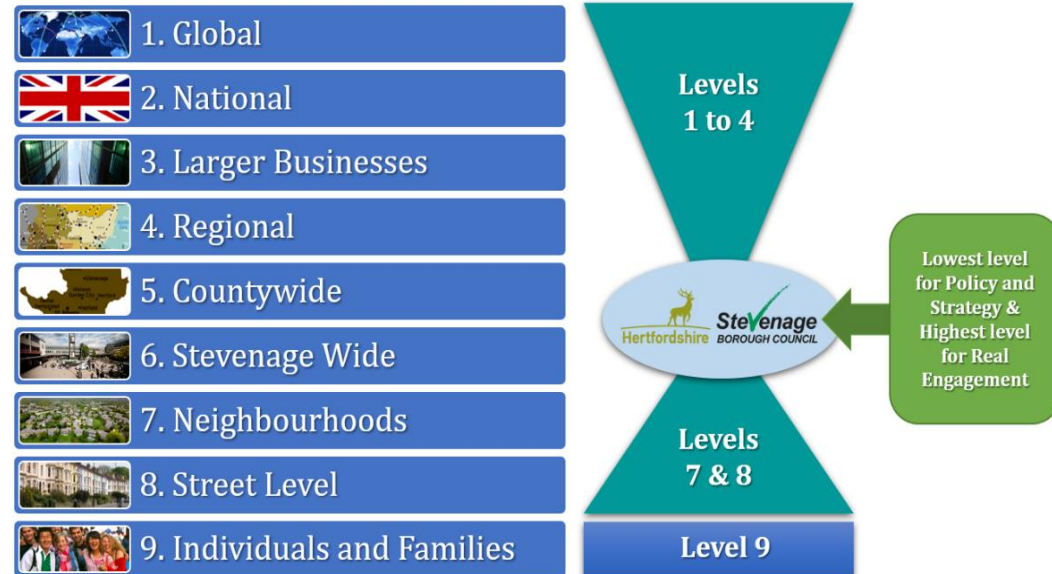 1. Global
2. National
3. Larger Businesses
4. Regional
5. Countywide
6. Stevenage Wide
7. Neighbourhoods
8. Street Level
9. Individuals and Families
Levels
1 to 4
Hertfordshire
Stevenage
BOROUGH COUNCIL
Lowest level
for Policy and
Strategy &
Highest level
for Real
Engagement
Levels
7 & 8
Level 9